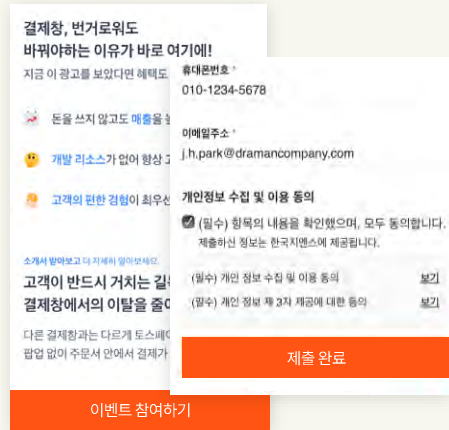 결제창, 번거로워도
바꿔야하는 이유가 바로 여기에!
지금 이 광고를 보았다면 혜택도
돈을 쓰지 않고도 매출을
개발 리소스가 없어 항상
고객의 편한 경험이 최우선
소개서 받아보고 더 자세히 알아보세요.
고객이 반드시 거치는 길
결제창에서의 이탈을 줄이
다른 결제창과는 다르게 토스페이
팝업 없이 주문서 안에서 결제가
이벤트 참여하기
휴대폰번호 *
010-1234-5678
이메일주소 *
j.h.park@dramancompany.com
개인정보 수집 및 이용 동의
(필수) 항목의 내용을 확인했으며, 모두 동의합니다.
제출하신 정보는 한국지엔스에 제공됩니다.
(필수) 개인 정보 수집 및 이용 동의 보기
(필수) 개인 정보 제 3자 제공에 대한 동의 보기
제출 완료